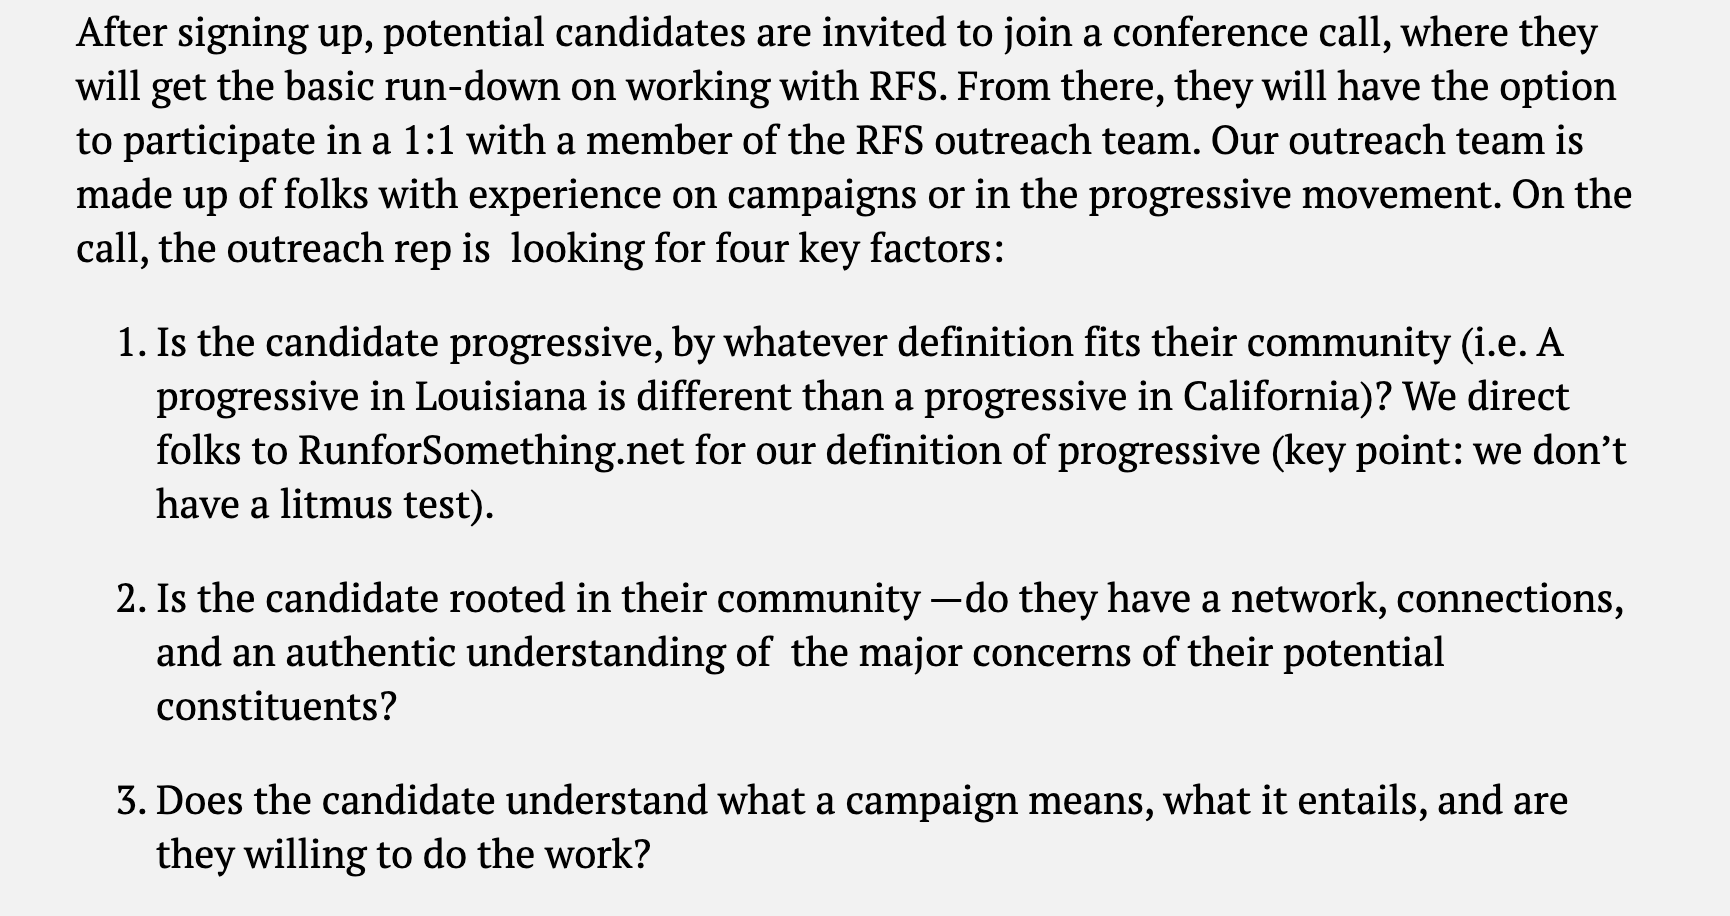 After signing up, potential candidates are invited to join a conference call, where they
will get the basic run-down on working with RFS. From there, they will have the option
to participate in a 1:1 with a member of the RFS outreach team. Our outreach team is
made up of folks with experience on campaigns or in the progressive movement. On the
call, the outreach rep is  looking for four key factors:
1. Is the candidate progressive, by whatever definition fits their community (i.e. A
progressive in Louisiana is different than a progressive in California)? We direct
folks to RunforSomething.net for our definition of progressive (key point: we don’t
have a litmus test).
2. Is the candidate rooted in their community —do they have a network, connections,
and an authentic understanding of  the major concerns of their potential
constituents?
3. Does the candidate understand what a campaign means, what it entails, and are
they willing to do the work?